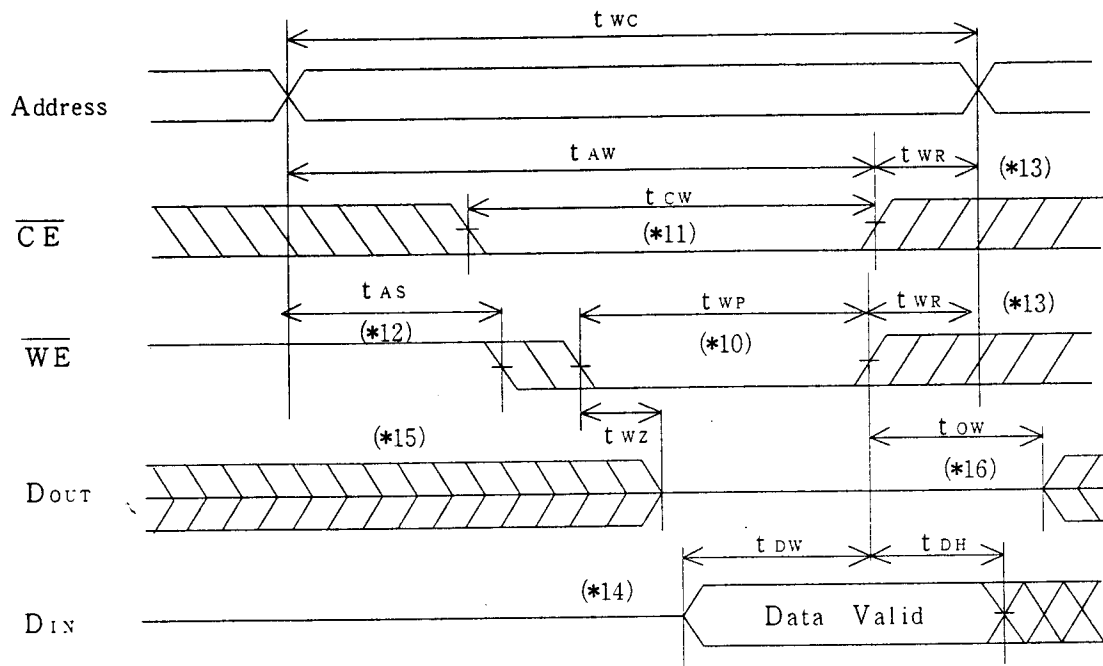 t WC
Address
t AW
t WR
(*13)
CE
t CW
(*11)
t AS
(*12)
t WP
(*10)
t WR
(*13)
WE
t WZ
(*15)
t OW
(*16)
DOUT
t DW
t DH
(*14)
DIN
Data Valid